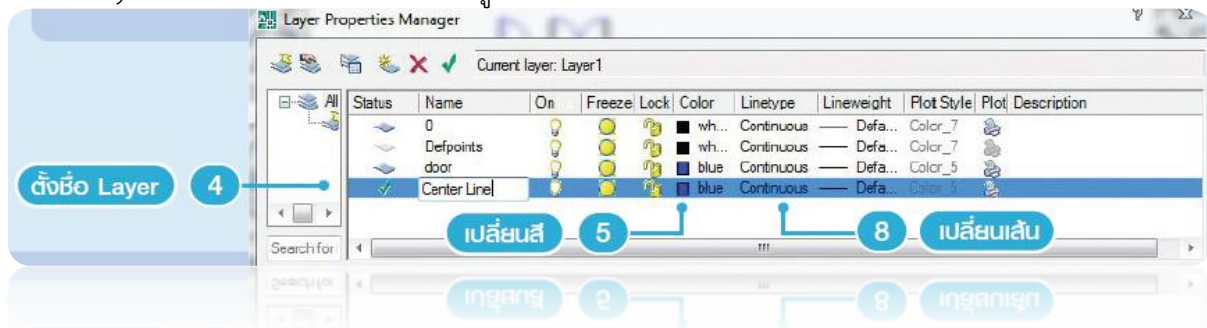 Layer Properties Manager
Current layer: Layer1
All
Status Name On Freeze Lock Color Linetype Lineweight Plot Style Plot Description
0 wh... Continuous Defa... Color_7
Defpoints wh... Continuous Defa... Color_7
door blue Continuous Defa... Color_5
Center Line blue Continuous Defa... Color_5
ตั้งชื่อ Layer 4
เปลี่ยนสี 5
8 เปลี่ยนเส้น
Search for